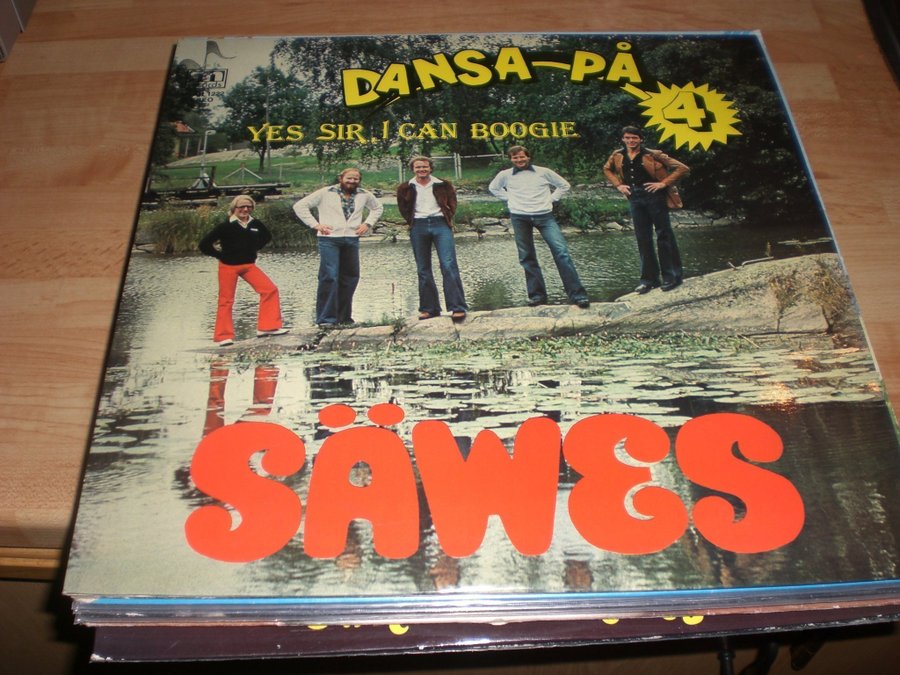 DANSA-PÅ
4
YES SIR, I CAN BOOGIE
SÄWES